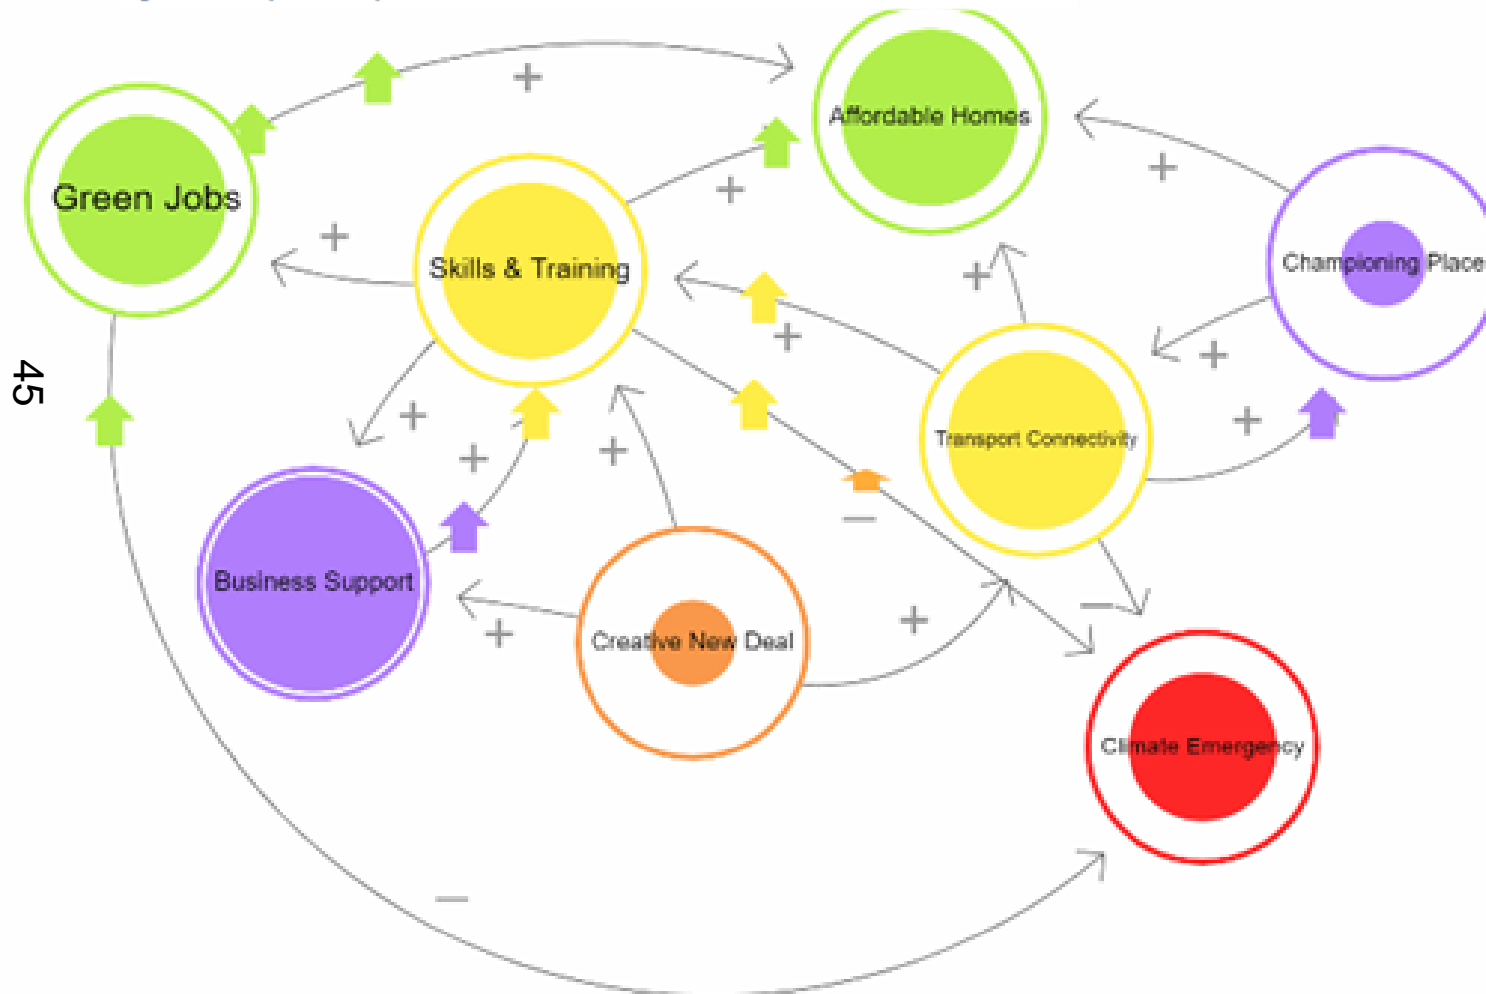 Affordable Homes
Green Jobs
Skills & Training
Championing Place
Transport Connectivity
45
Business Support
Creative New Deal
Climate Emergency
+
+
+
+
+
+
+
+
+
+
+
+
+
−
−
−